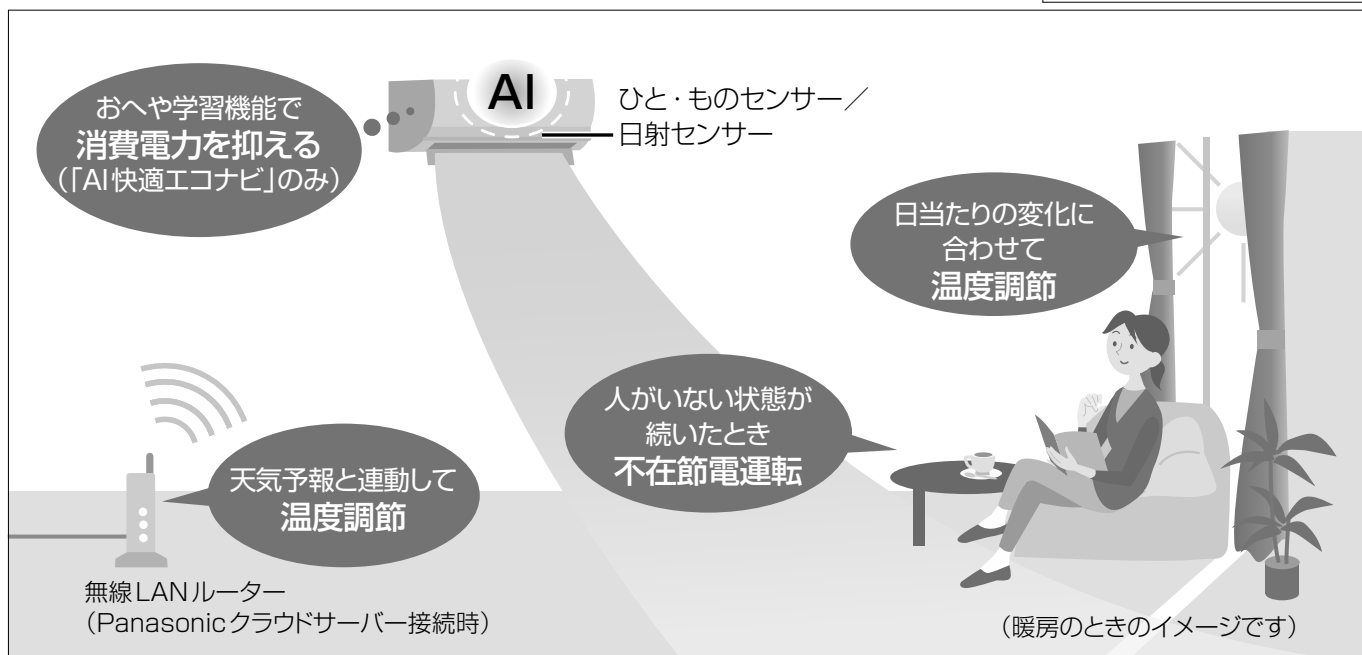 おへや学習機能で
消費電力を抑える
（「AI快適エコナビ」のみ）
AI
ひと・ものセンサー／
日射センサー
日当たりの変化に
合わせて
温度調節
人がいない状態が
続いたとき
不在節電運転
天気予報と連動して
温度調節
無線LANルーター
（Panasonicクラウドサーバー接続時）
（暖房のときのイメージです）